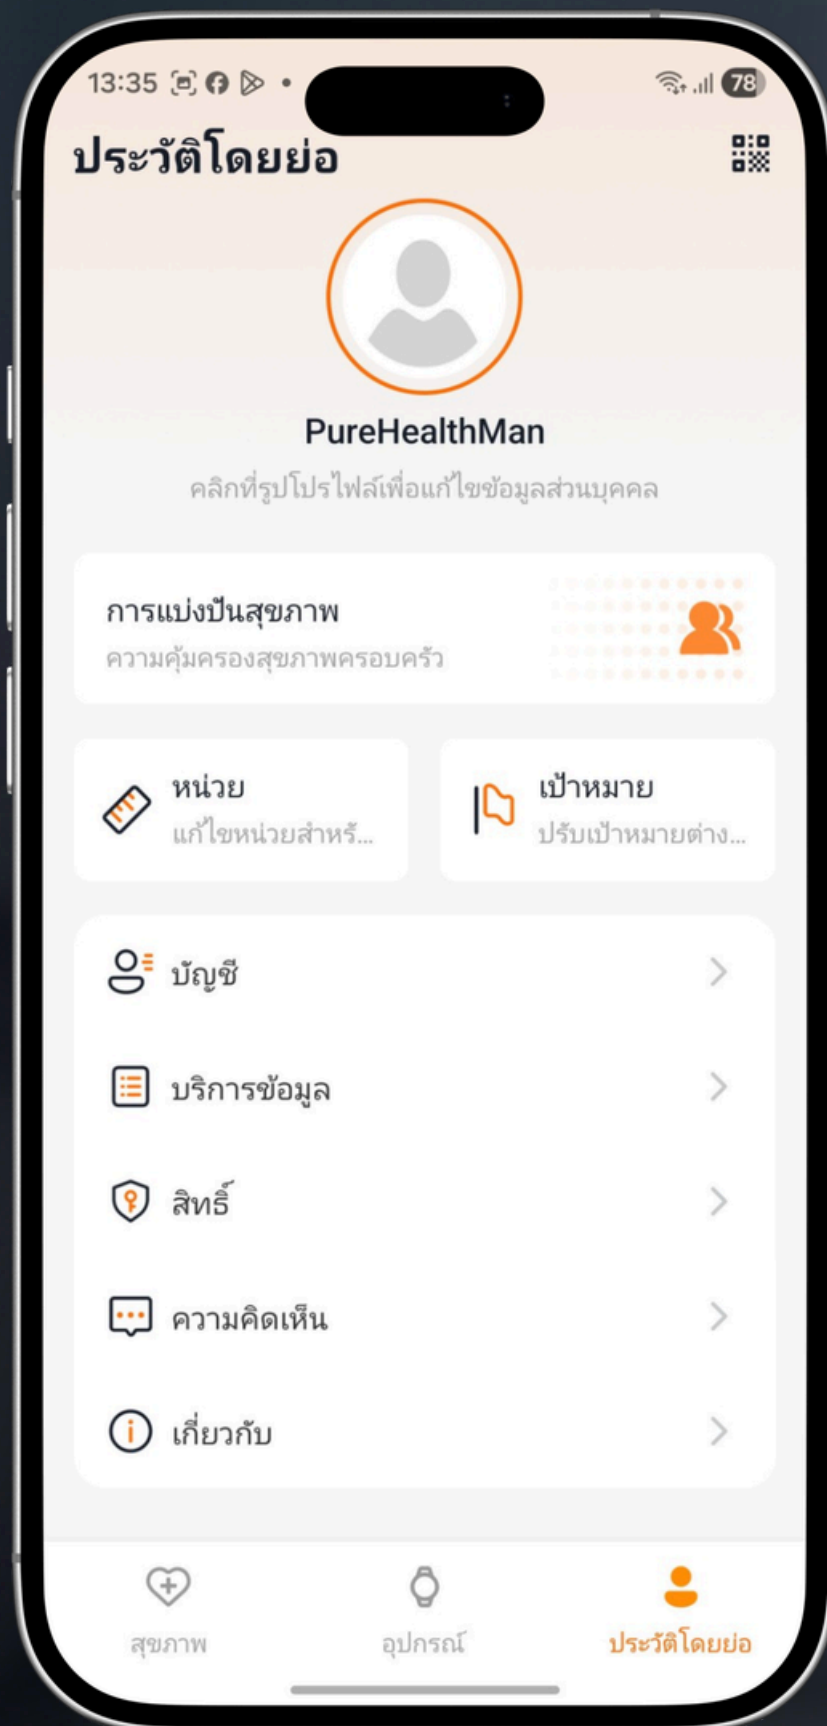 13:35
78
ประวัติโดยย่อ
PureHealthMan
คลิกที่รูปโปรไฟล์เพื่อแก้ไขข้อมูลส่วนบุคคล
การแบ่งปันสุขภาพ
ความคุ้มครองสุขภาพครอบครัว
หน่วย
แก้ไขหน่วยสำหรั...
เป้าหมาย
ปรับเป้าหมายต่าง...
บัญชี
บริการข้อมูล
สิทธิ์
ความคิดเห็น
เกี่ยวกับ
สุขภาพ
อุปกรณ์
ประวัติโดยย่อ